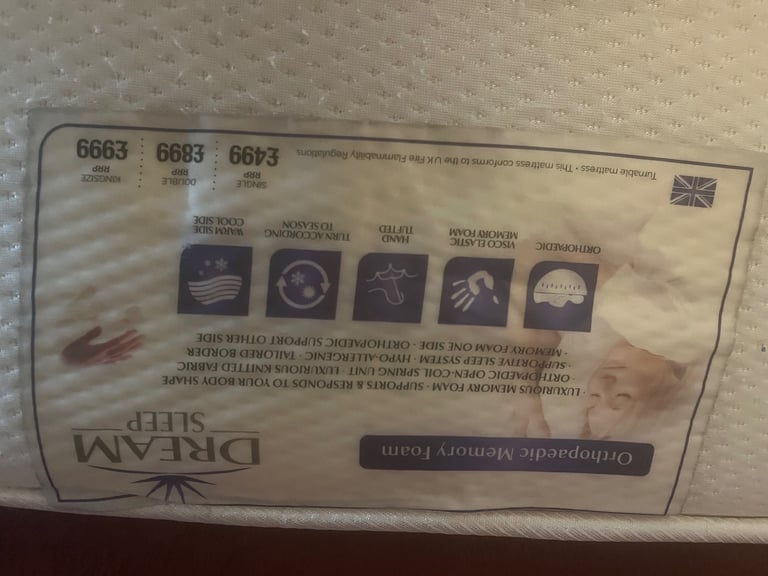 Orthopaedic Memory Foam
DREAM
SLEEP
· LUXURIOUS MEMORY FOAM · SUPPORTS & RESPONDS TO YOUR BODY SHAPE
· ORTHOPAEDIC OPEN-COIL SPRING UNIT · LUXURIOUS KNITTED FABRIC
· SUPPORTIVE SLEEP SYSTEM · HYPO-ALLERGENIC · TAILORED BORDER
· MEMORY FOAM ONE SIDE · ORTHOPAEDIC SUPPORT OTHER SIDE
ORTHOPAEDIC
VISCO ELASTIC
MEMORY FOAM
HAND
TUFTED
TURN ACCORDING
TO SEASON
WARM SIDE
COOL SIDE
Turnable mattress · This mattress conforms to the UK Fire Flammability Regulations
SINGLE
RRP
£499
DOUBLE
RRP
£899
KINGSIZE
RRP
£999